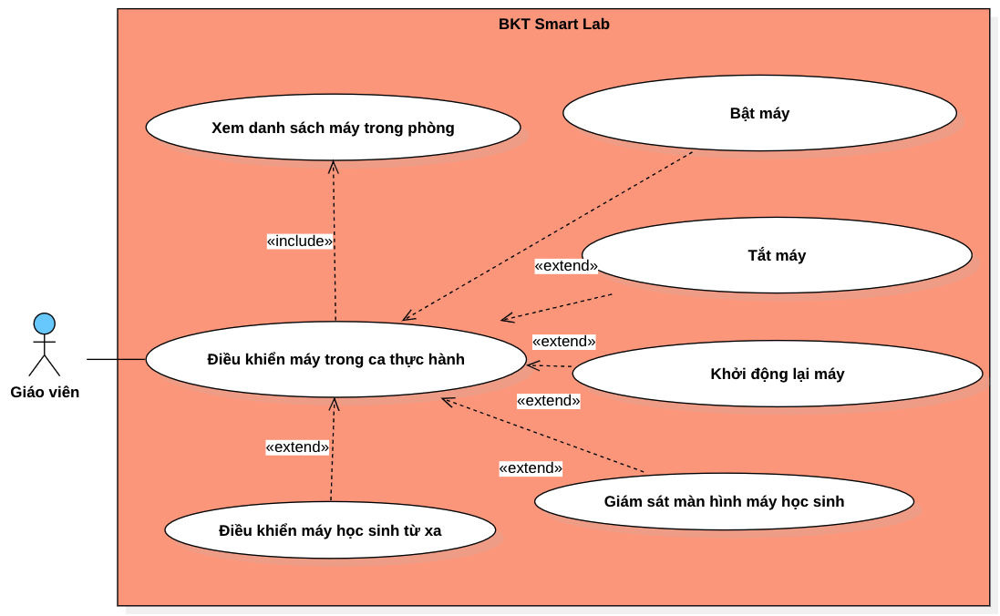 BKT Smart Lab
Bật máy
Xem danh sách máy trong phòng
«include»
Tắt máy
«extend»
«extend»
Điều khiển máy trong ca thực hành
Khởi động lại máy
Giáo viên
«extend»
«extend»
«extend»
Giám sát màn hình máy học sinh
Điều khiển máy học sinh từ xa